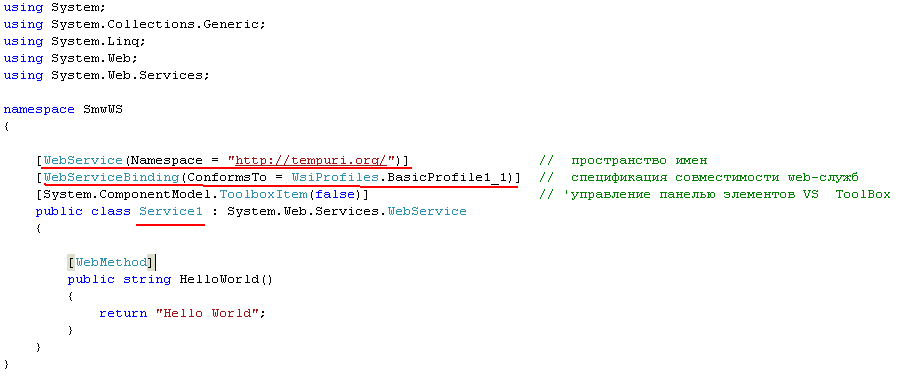 using System;
using System.Collections.Generic;
using System.Linq;
using System.Web;
using System.Web.Services;
namespace SmwWS
{
[WebService(Namespace = "http://tempuri.org/")] // пространство имен
[WebServiceBinding(ConformsTo = WsiProfiles.BasicProfile1_1)] // спецификация совместимости web-служб
[System.ComponentModel.ToolboxItem(false)] // 'управление панелью элементов VS ToolBox
public class Service1 : System.Web.Services.WebService
{
[WebMethod]
public string HelloWorld()
{
return "Hello World";
}
}
}